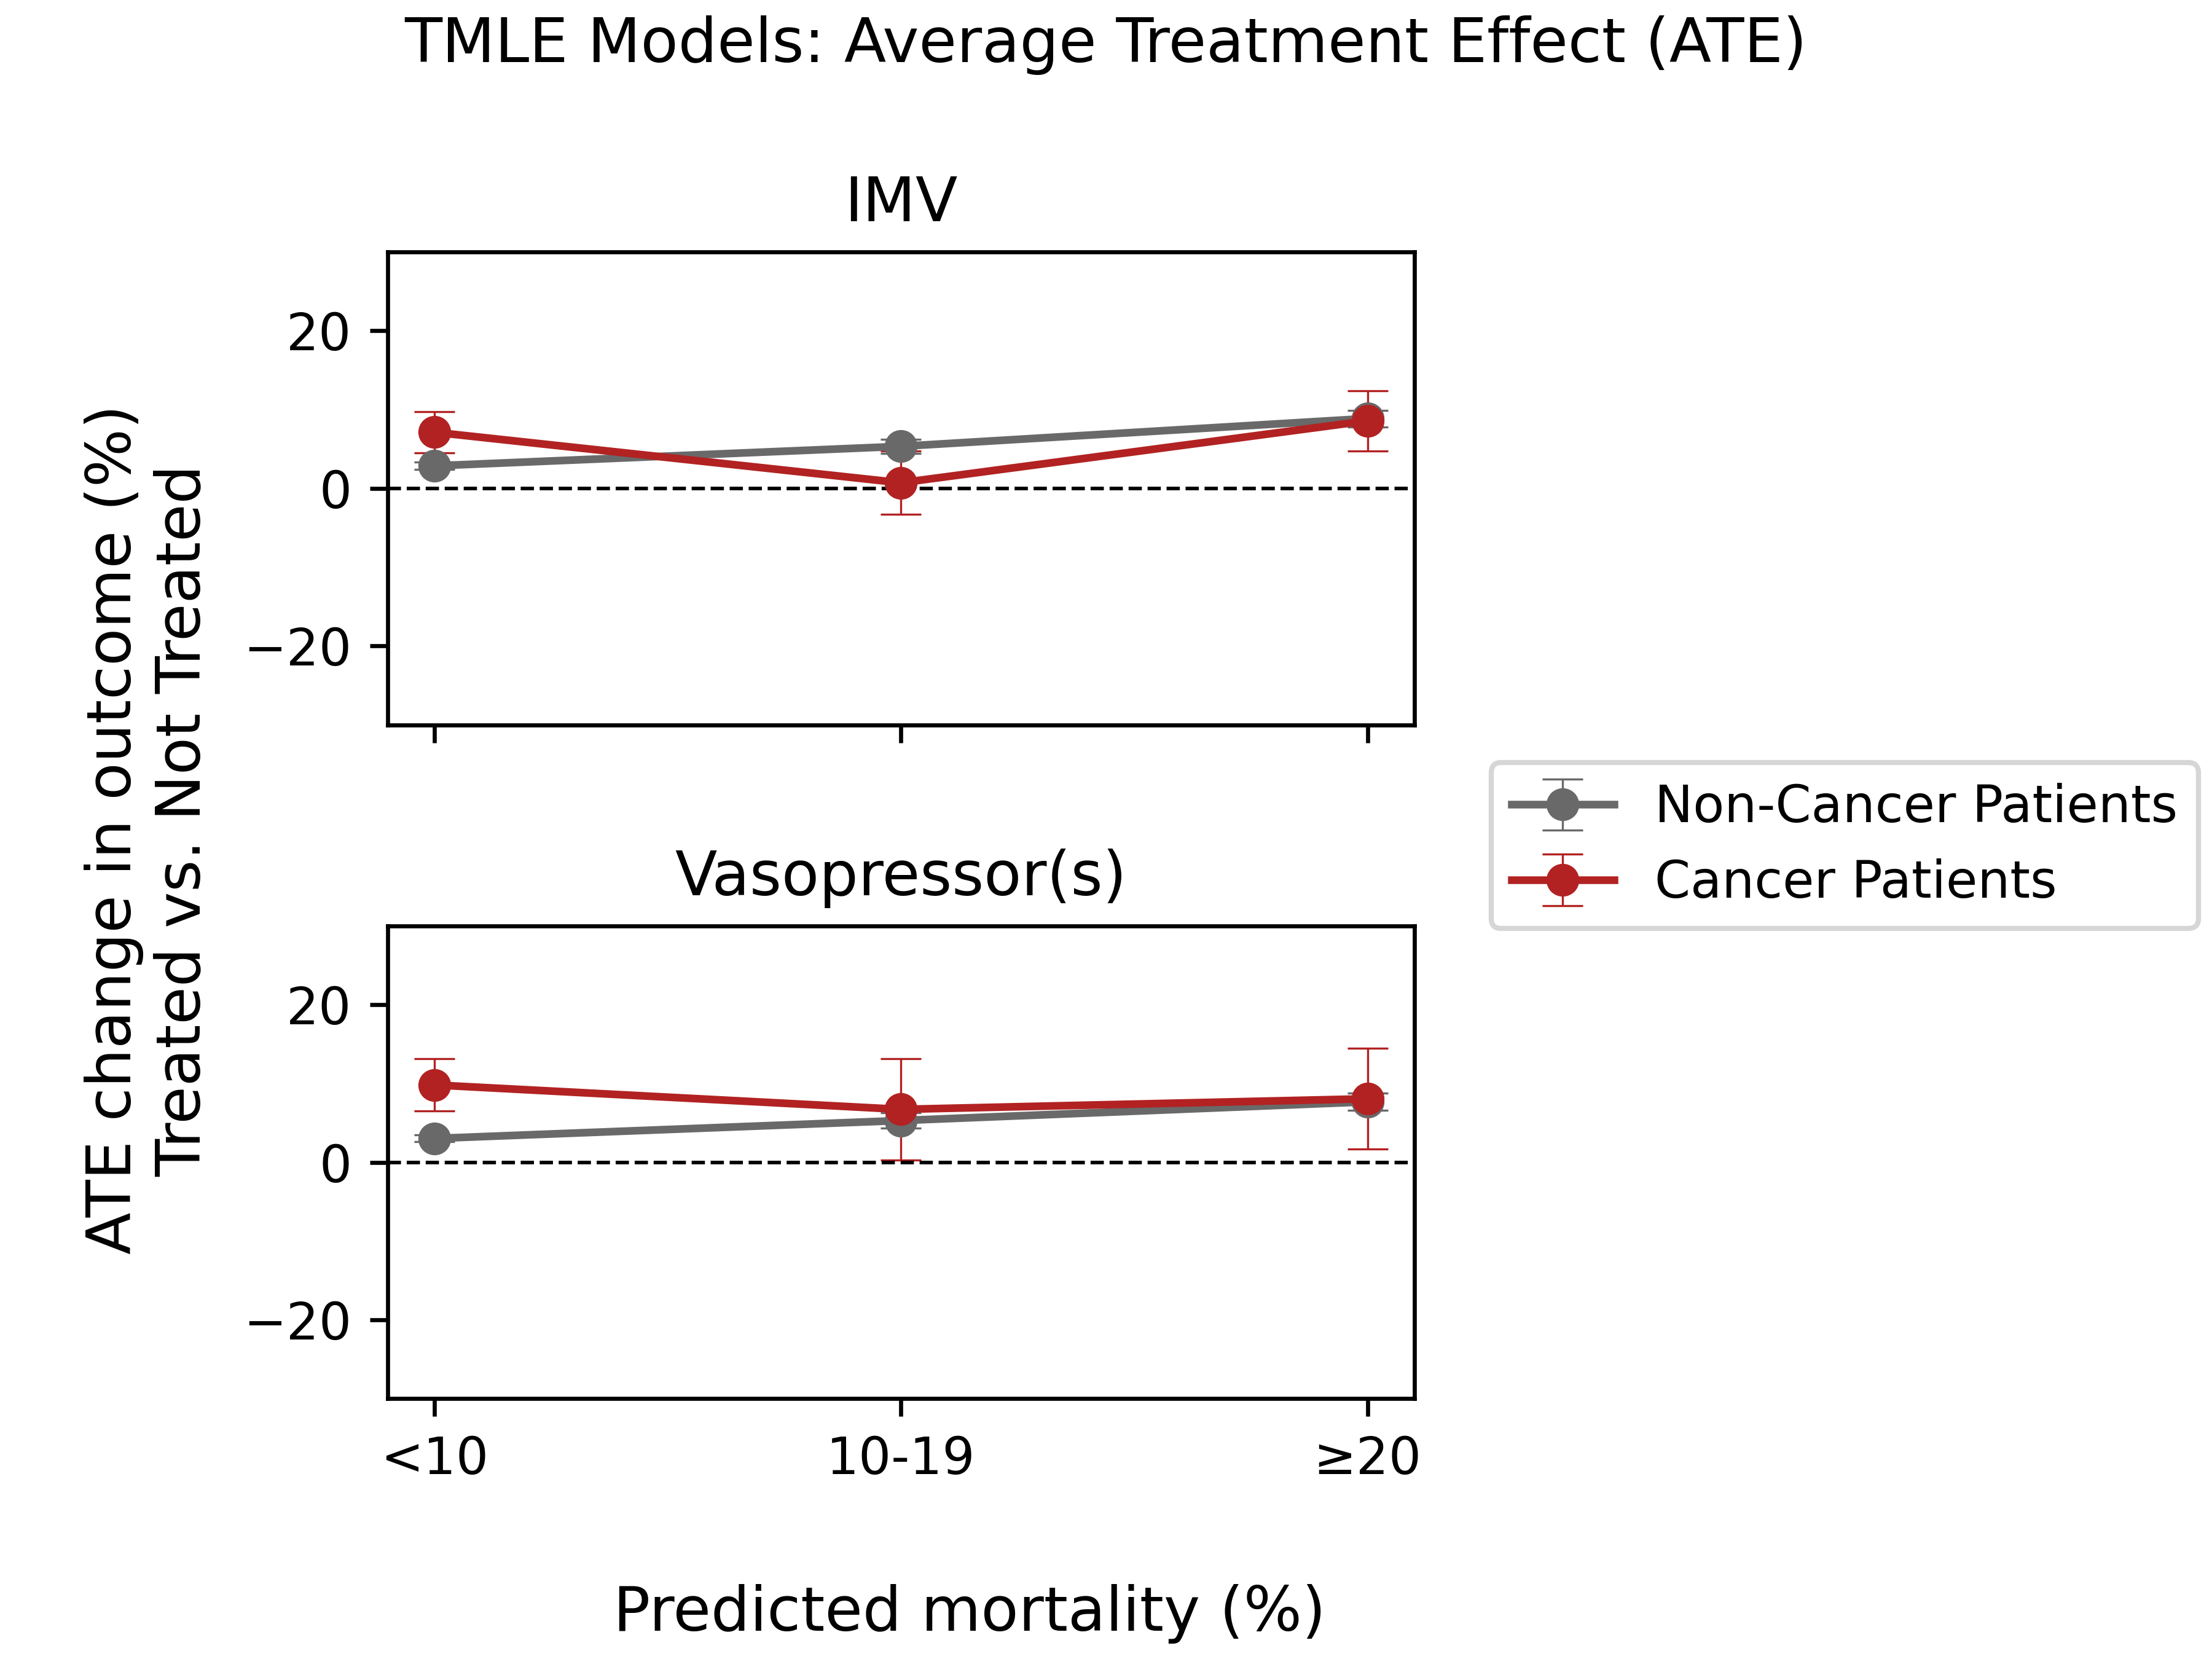 TMLE Models: Average Treatment Effect (ATE)
ATE change in outcome (%)
Treated vs. Not Treated
IMV
20
0
−20
Vasopressor(s)
20
0
−20
<10
10-19
≥20
Predicted mortality (%)
Non-Cancer Patients
Cancer Patients